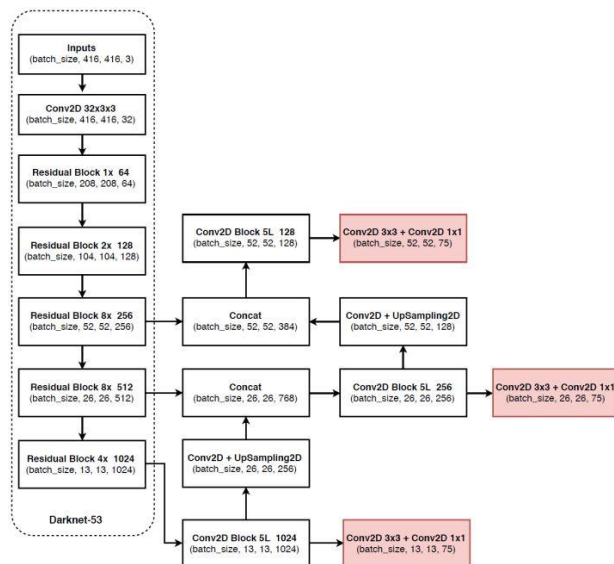 Inputs
(batch_size, 416, 416, 3)
Conv2D 32x3x3
(batch_size, 416, 416, 32)
Residual Block 1x 64
(batch_size, 208, 208, 64)
Residual Block 2x 128
(batch_size, 104, 104, 128)
Residual Block 8x 256
(batch_size, 52, 52, 256)
Residual Block 8x 512
(batch_size, 26, 26, 512)
Residual Block 4x 1024
(batch_size, 13, 13, 1024)
Darknet-53
Conv2D Block 5L 128
(batch_size, 52, 52, 128)
Conv2D 3x3 + Conv2D 1x1
(batch_size, 52, 52, 75)
Concat
(batch_size, 52, 52, 384)
Conv2D + UpSampling2D
(batch_size, 52, 52, 128)
Concat
(batch_size, 26, 26, 768)
Conv2D Block 5L 256
(batch_size, 26, 26, 256)
Conv2D 3x3 + Conv2D 1x1
(batch_size, 26, 26, 75)
Conv2D + UpSampling2D
(batch_size, 26, 26, 256)
Conv2D Block 5L 1024
(batch_size, 13, 13, 1024)
Conv2D 3x3 + Conv2D 1x1
(batch_size, 13, 13, 75)